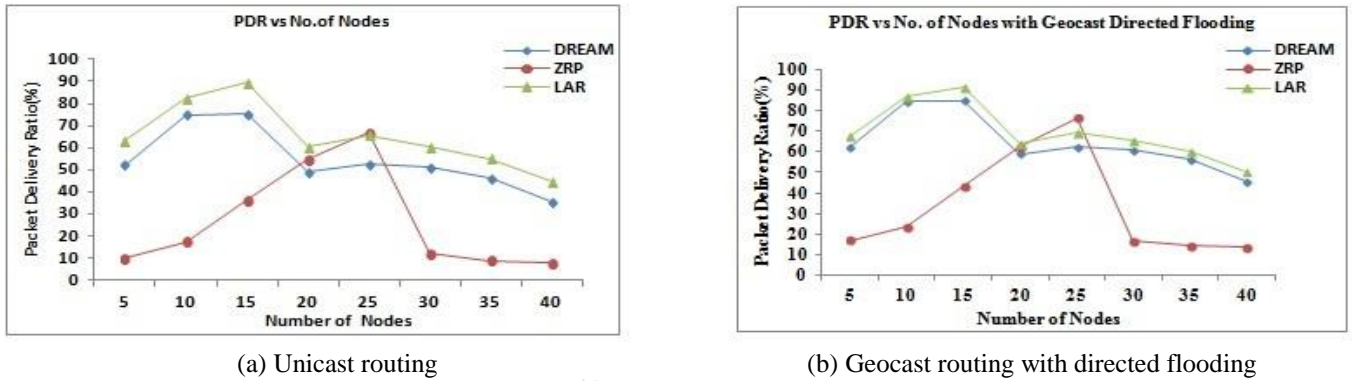 PDR vs No.of Nodes
DREAM
ZRP
LAR
Packet Delivery Ratio(%)
100
90
80
70
60
50
40
30
20
10
0
5 10 15 20 25 30 35 40
Number of Nodes
(a) Unicast routing
PDR vs No. of Nodes with Geocast Directed Flooding
DREAM
ZRP
LAR
Packet Delivery Ratio(%)
100
90
80
70
60
50
40
30
20
10
0
5 10 15 20 25 30 35 40
Number of Nodes
(b) Geocast routing with directed flooding